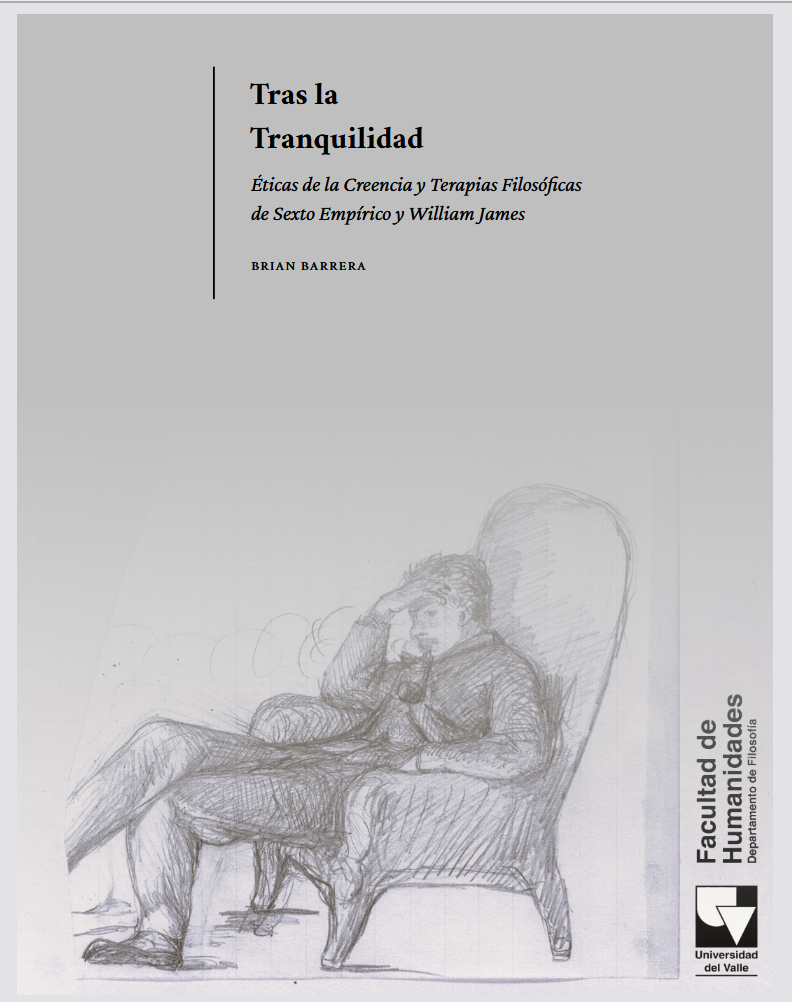 Tras la
Tranquilidad
Éticas de la Creencia y Terapias Filosóficas
de Sexto Empírico y William James
BRIAN BARRERA
Facultad de
Humanidades
Departamento de Filosofía
Universidad
del Valle